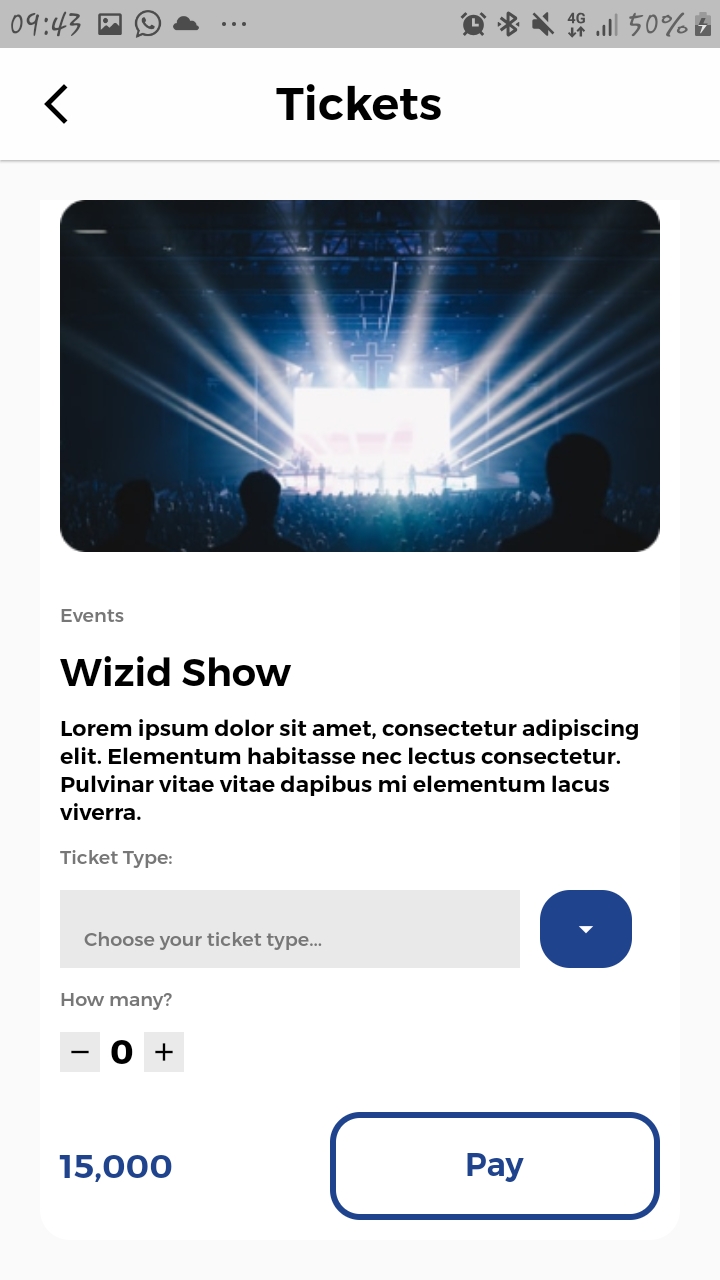 09:43 ... 4G 50%
Tickets
Events
Wizid Show
Lorem ipsum dolor sit amet, consectetur adipiscing
elit. Elementum habitasse nec lectus consectetur.
Pulvinar vitae vitae dapibus mi elementum lacus
viverra.
Ticket Type:
Choose your ticket type...
How many?
− 0 +
15,000 Pay